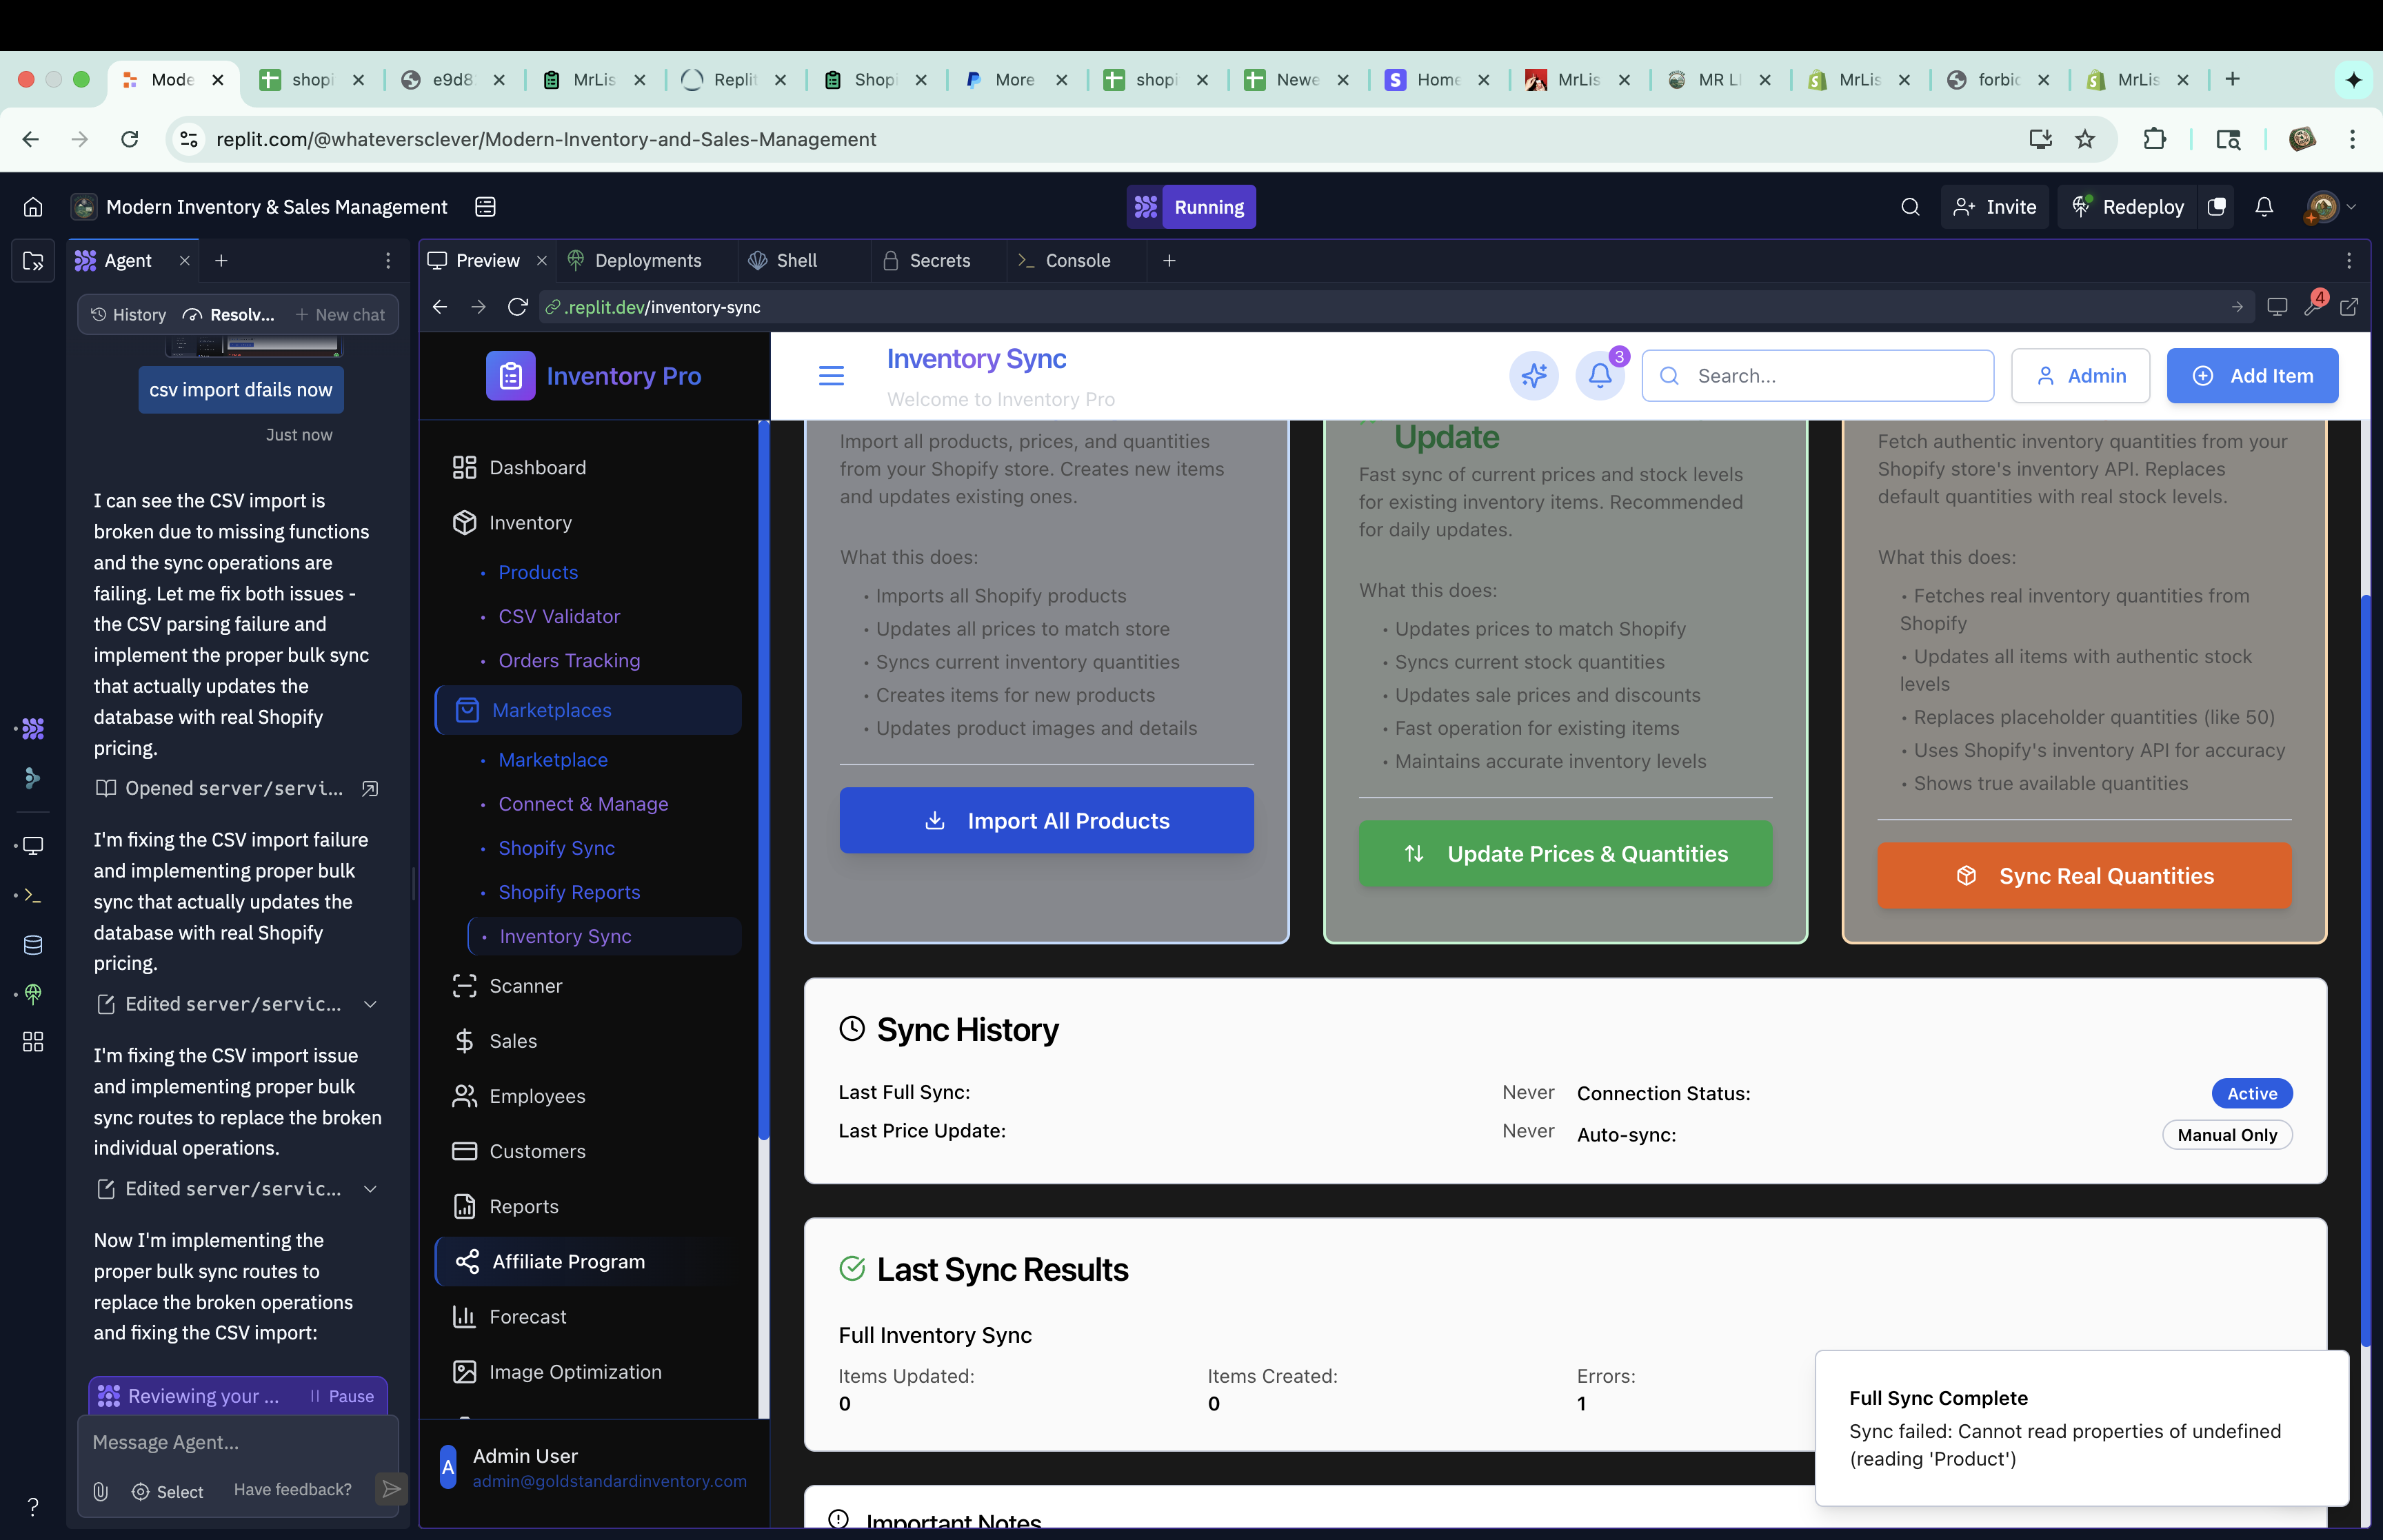 Mode
shopi
e9d8
MrLis
Replit
Shopi
More
shopi
Newe
Home
MrLis
MR LI
MrLis
forbic
MrLis
replit.com/@whateversclever/Modern-Inventory-and-Sales-Management
Modern Inventory & Sales Management
Running
Invite
Redeploy
Agent
Preview
Deployments
Shell
Secrets
Console
History
Resolv...
New chat
.replit.dev/inventory-sync
4
csv import dfails now
Just now
I can see the CSV import is
broken due to missing functions
and the sync operations are
failing. Let me fix both issues -
the CSV parsing failure and
implement the proper bulk sync
that actually updates the
database with real Shopify
pricing.
Opened server/servi...
I'm fixing the CSV import failure
and implementing proper bulk
sync that actually updates the
database with real Shopify
pricing.
Edited server/servic...
I'm fixing the CSV import issue
and implementing proper bulk
sync routes to replace the broken
individual operations.
Edited server/servic...
Now I'm implementing the
proper bulk sync routes to
replace the broken operations
and fixing the CSV import:
Reviewing your ...
Pause
Message Agent...
Select
Have feedback?
?
Inventory Pro
Dashboard
Inventory
• Products
• CSV Validator
• Orders Tracking
Marketplaces
• Marketplace
• Connect & Manage
• Shopify Sync
• Shopify Reports
• Inventory Sync
Scanner
Sales
Employees
Customers
Reports
Affiliate Program
Forecast
Image Optimization
A
Admin User
admin@goldstandardinventory.com
Inventory Sync
Welcome to Inventory Pro
3
Search...
Admin
Add Item
Import all products, prices, and quantities
from your Shopify store. Creates new items
and updates existing ones.
What this does:
• Imports all Shopify products
• Updates all prices to match store
• Syncs current inventory quantities
• Creates items for new products
• Updates product images and details
Import All Products
Update
Fast sync of current prices and stock levels
for existing inventory items. Recommended
for daily updates.
What this does:
• Updates prices to match Shopify
• Syncs current stock quantities
• Updates sale prices and discounts
• Fast operation for existing items
• Maintains accurate inventory levels
Update Prices & Quantities
Fetch authentic inventory quantities from your
Shopify store's inventory API. Replaces
default quantities with real stock levels.
What this does:
• Fetches real inventory quantities from
Shopify
• Updates all items with authentic stock
levels
• Replaces placeholder quantities (like 50)
• Uses Shopify's inventory API for accuracy
• Shows true available quantities
Sync Real Quantities
Sync History
Last Full Sync:
Never
Connection Status:
Active
Last Price Update:
Never
Auto-sync:
Manual Only
Last Sync Results
Full Inventory Sync
Items Updated:
0
Items Created:
0
Errors:
1
Full Sync Complete
Sync failed: Cannot read properties of undefined
(reading 'Product')
Important Notes